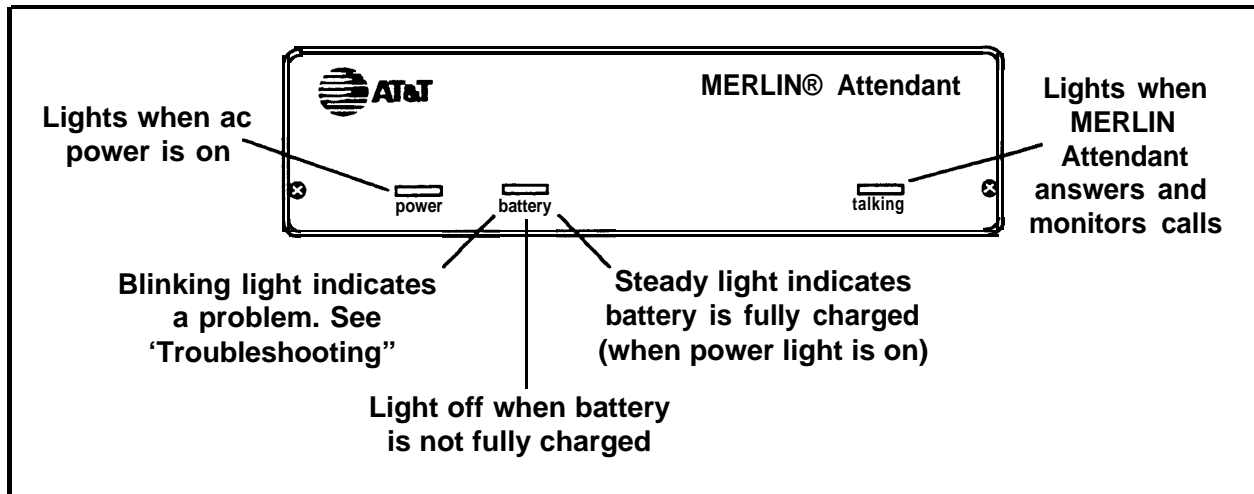 AT&T
MERLIN® Attendant
Lights when ac
power is on
Lights when
MERLIN
Attendant
answers and
monitors calls
power
battery
talking
Blinking light indicates
a problem. See
‘Troubleshooting”
Steady light indicates
battery is fully charged
(when power light is on)
Light off when battery
is not fully charged